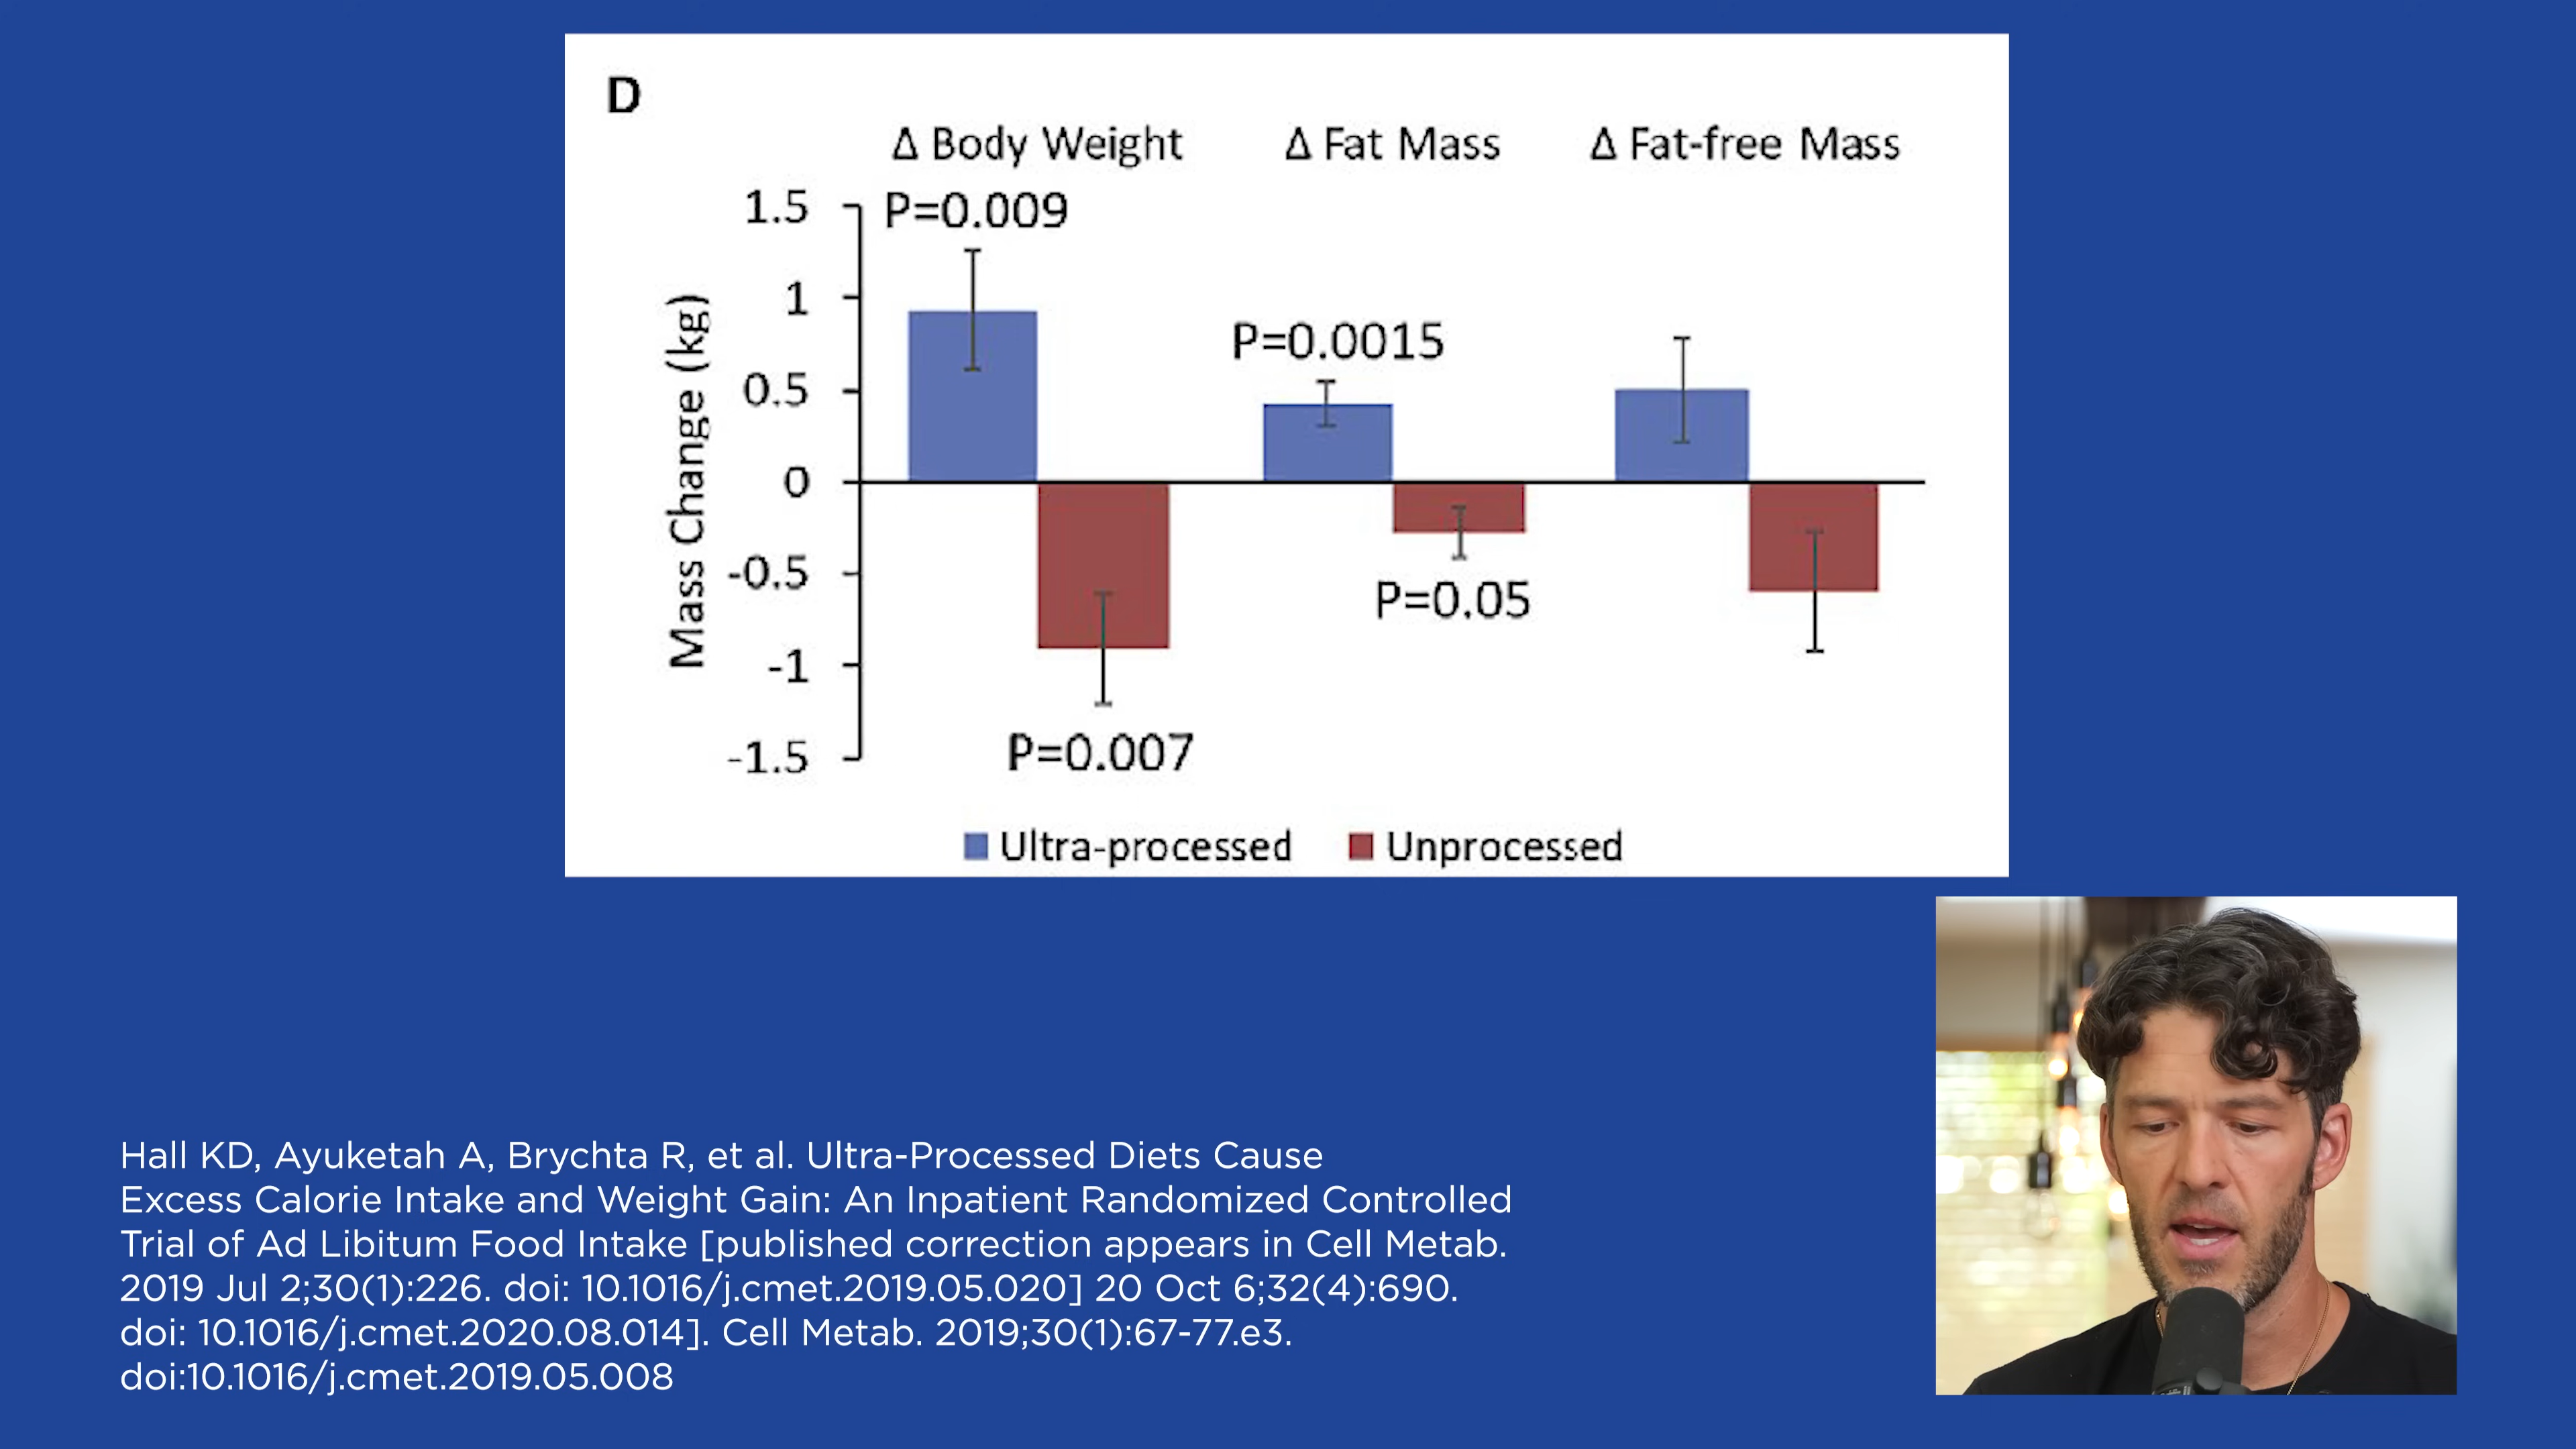 D
Δ Body Weight
Δ Fat Mass
Δ Fat-free Mass
P=0.009
P=0.0015
P=0.05
P=0.007
Mass Change (kg)
1.5
1
0.5
0
-0.5
-1
-1.5
Ultra-processed
Unprocessed
Hall KD, Ayuketah A, Brychta R, et al. Ultra-Processed Diets Cause
Excess Calorie Intake and Weight Gain: An Inpatient Randomized Controlled
Trial of Ad Libitum Food Intake [published correction appears in Cell Metab.
2019 Jul 2;30(1):226. doi: 10.1016/j.cmet.2019.05.020] 20 Oct 6;32(4):690.
doi: 10.1016/j.cmet.2020.08.014]. Cell Metab. 2019;30(1):67-77.e3.
doi:10.1016/j.cmet.2019.05.008